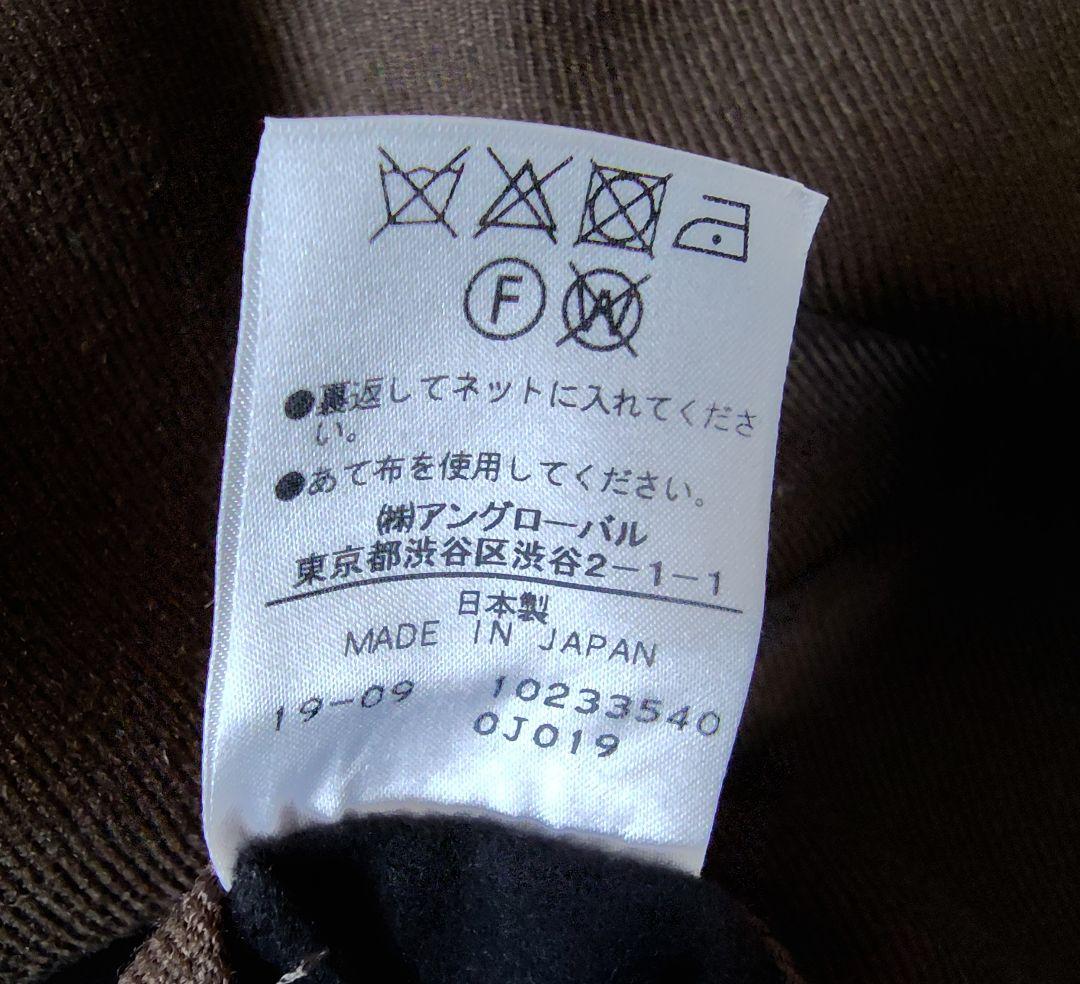 F W
●裏返してネットに入れてくださ
い。
●あて布を使用してください。
㈱アングローバル
東京都渋谷区渋谷2-1-1
日本製
MADE IN JAPAN
19-09 10233540
0J019